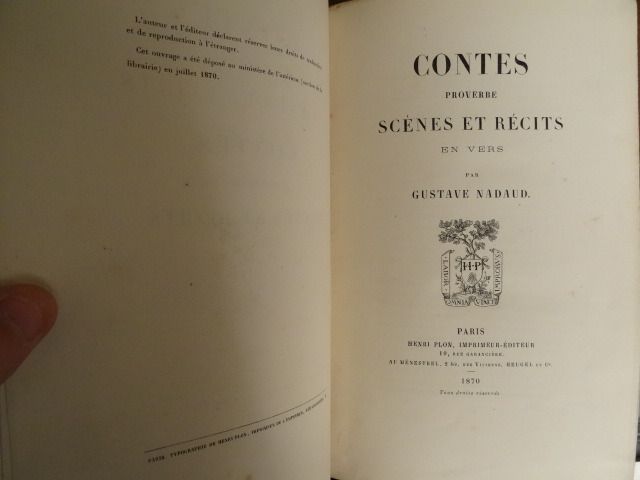 L'auteur et l'éditeur déclarent réserver leurs droits de traduction
et de reproduction à l'étranger.
Cet ouvrage a été déposé au ministère de l'intérieur (section de la
librairie) en juillet 1870.
PARIS. TYPOGRAPHIE DE HENRI PLON, IMPRIMEUR DE L'EMPEREUR,
CONTES
PROVERBE
SCÈNES ET RÉCITS
EN VERS
PAR
GUSTAVE NADAUD.
LABOR
H·P
IMPROBVS
OMNIA VINCIT
PARIS
HENRI PLON, IMPRIMEUR-ÉDITEUR
10, RUE GARANCIÈRE.
AU MÉNESTREL, 2 bis, RUE VIVIENNE, HEUGEL ET Cie.
1870
Tous droits réservés.